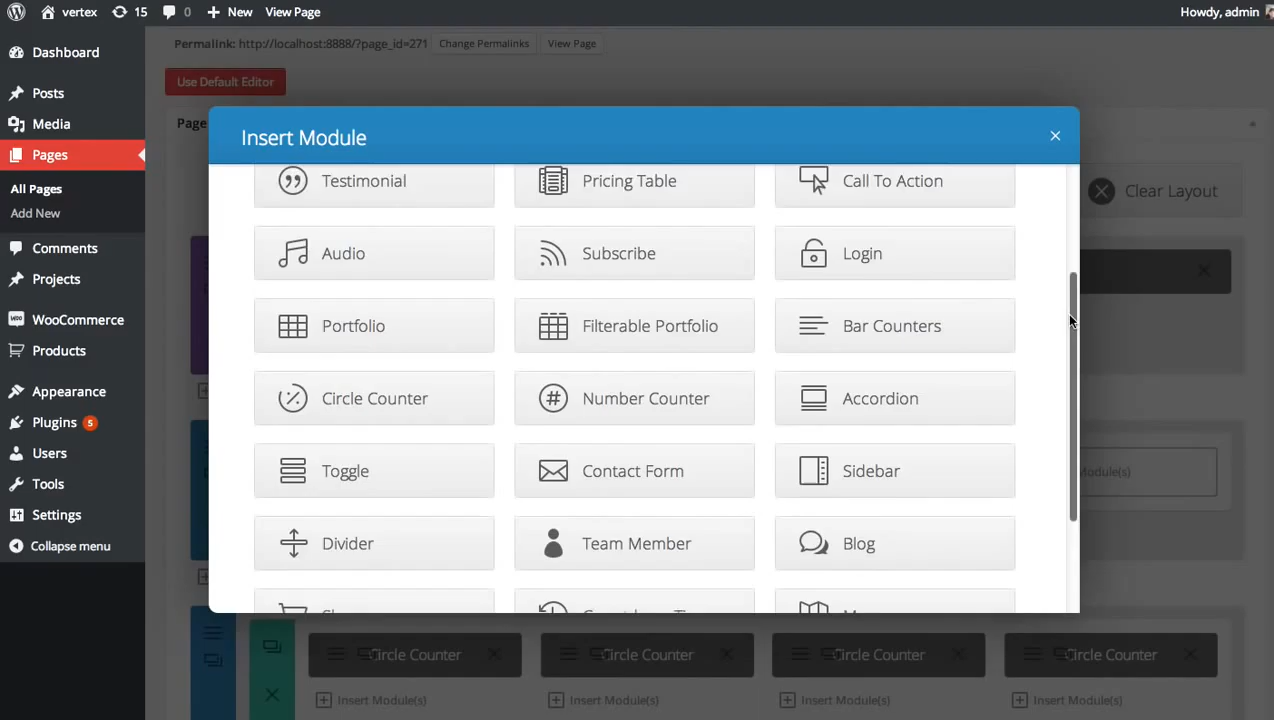 vertex
15
0
New
View Page
Howdy, admin
Dashboard
Posts
Media
Pages
All Pages
Add New
Comments
Projects
WooCommerce
Products
Appearance
Plugins 5
Users
Tools
Settings
Collapse menu
Permalink: http://localhost:8888/?page_id=271
Change Permalinks
View Page
Use Default Editor
Page
Clear Layout
Insert Module
Testimonial
Pricing Table
Call To Action
Audio
Subscribe
Login
Portfolio
Filterable Portfolio
Bar Counters
Circle Counter
Number Counter
Accordion
Toggle
Contact Form
Sidebar
Divider
Team Member
Blog
Module(s)
Circle Counter
Circle Counter
Circle Counter
Circle Counter
Insert Module(s)
Insert Module(s)
Insert Module(s)
Insert Module(s)